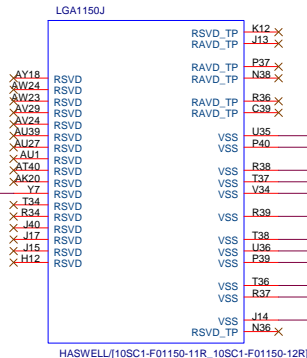 LGA1150J
RSVD_TP K12
RAVD_TP J13
RAVD_TP P37
AY18 RSVD RAVD_TP N38
AW24 RSVD
AW23 RSVD RAVD_TP R36
AV29 RSVD RAVD_TP C39
AV24 RSVD
AU39 RSVD VSS U35
AU27 RSVD VSS P40
AU1 RSVD
AT40 RSVD VSS R38
AK20 RSVD VSS T37
Y7 RSVD VSS V34
T34 RSVD
R34 RSVD VSS R39
J40 RSVD
J17 RSVD VSS T38
J15 RSVD VSS U36
H12 RSVD VSS P39
VSS T36
VSS R37
VSS J14
RSVD_TP N36
HASWELL/[10SC1-F01150-11R_10SC1-F01150-12R]